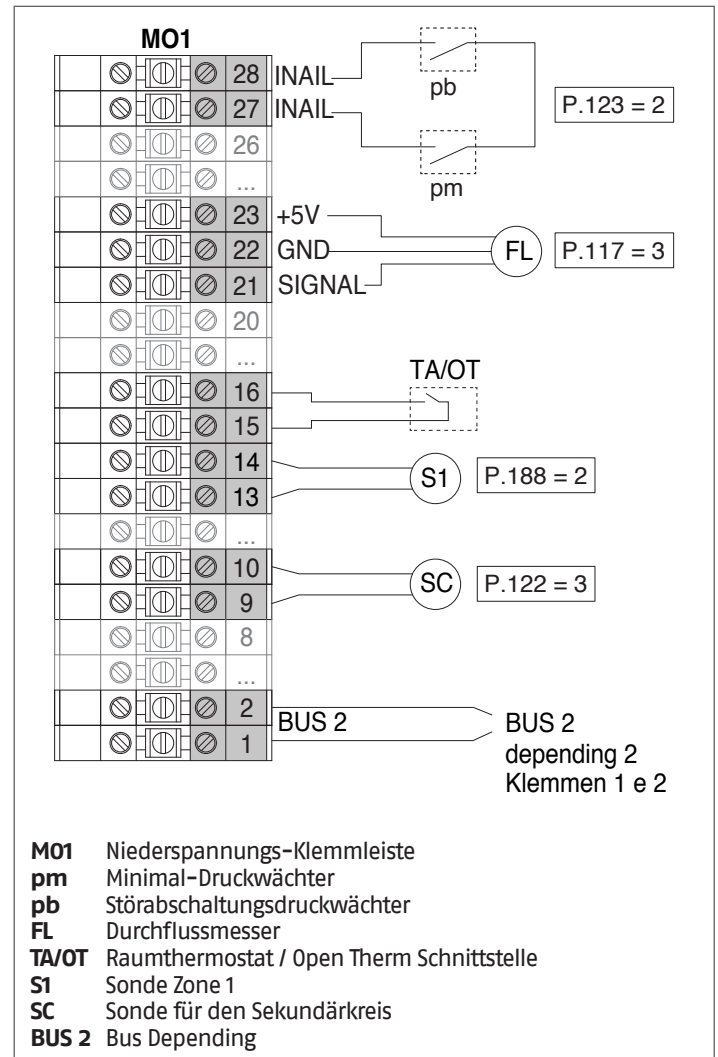 MO1
28 INAIL
pb
27 INAIL
P.123 = 2
26
...
pm
23 +5V
22 GND
FL
P.117 = 3
21 SIGNAL
20
...
TA/OT
16
15
14
S1
P.188 = 2
13
...
10
SC
P.122 = 3
9
8
...
2
BUS 2
1
BUS 2
depending 2
Klemmen 1 e 2
MO1 Niederspannungs-Klemmleiste
pm Minimal-Druckwächter
pb Störabschaltungsdruckwächter
FL Durchflussmesser
TA/OT Raumthermostat / Open Therm Schnittstelle
S1 Sonde Zone 1
SC Sonde für den Sekundärkreis
BUS 2 Bus Depending